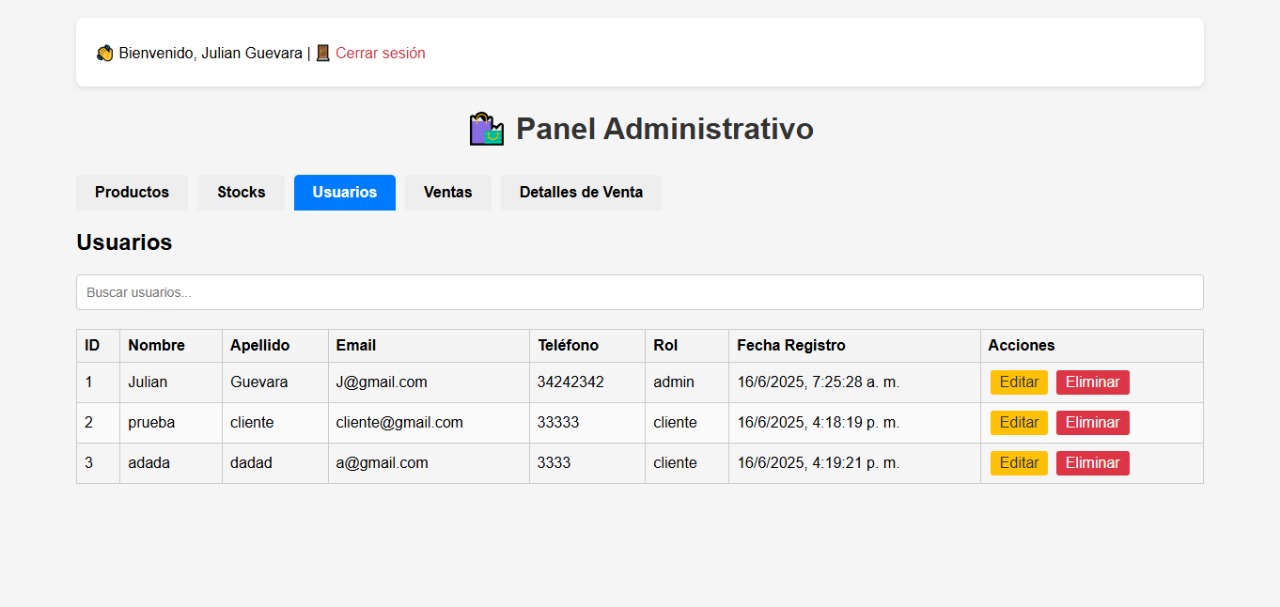 👏 Bienvenido, Julian Guevara | 🚪 Cerrar sesión
🛍️ Panel Administrativo
Productos Stocks Usuarios Ventas Detalles de Venta
Usuarios
Buscar usuarios...
ID Nombre Apellido Email Teléfono Rol Fecha Registro Acciones
1 Julian Guevara J@gmail.com 34242342 admin 16/6/2025, 7:25:28 a. m. Editar Eliminar
2 prueba cliente cliente@gmail.com 33333 cliente 16/6/2025, 4:18:19 p. m. Editar Eliminar
3 adada dadad a@gmail.com 3333 cliente 16/6/2025, 4:19:21 p. m. Editar Eliminar